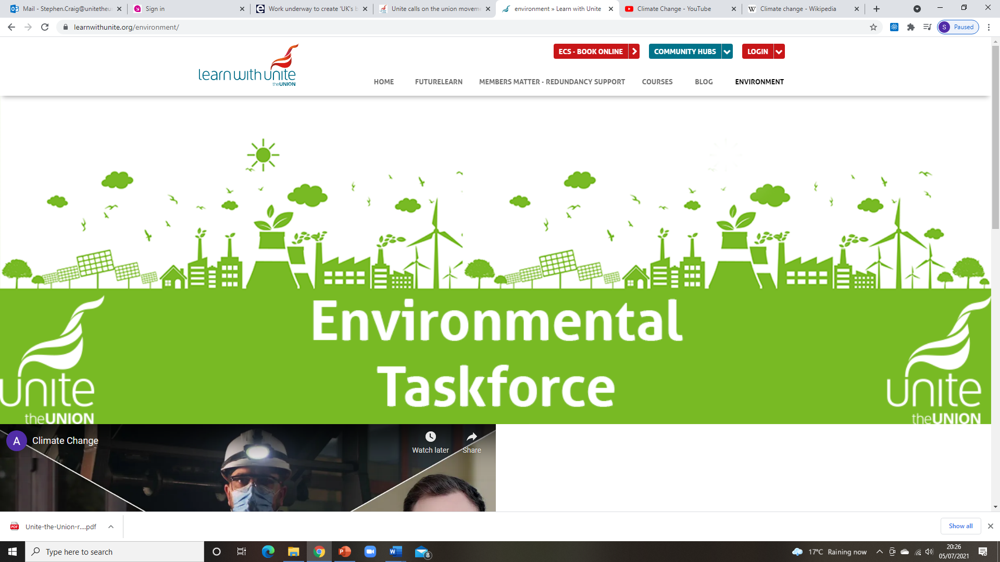 Mail - Stephen.Craig@unitetheu
Sign in
Work underway to create 'UK's b
Unite calls on the union movem
environment » Learn with Unite
Climate Change - YouTube
Climate change - Wikipedia
learnwithunite.org/environment/
S
Paused
learn with unite
the UNION
ECS - BOOK ONLINE
COMMUNITY HUBS
LOGIN
HOME
FUTURELEARN
MEMBERS MATTER - REDUNDANCY SUPPORT
COURSES
BLOG
ENVIRONMENT
Environmental
Taskforce
unite
theUNION
unite
theUNION
A
Climate Change
Watch later
Share
PDF
Unite-the-Union-r....pdf
Show all
Type here to search
8
17°C Raining now
20:26
05/07/2021